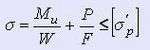 σ = M_u/W + P/F ≤ [σ'_p]